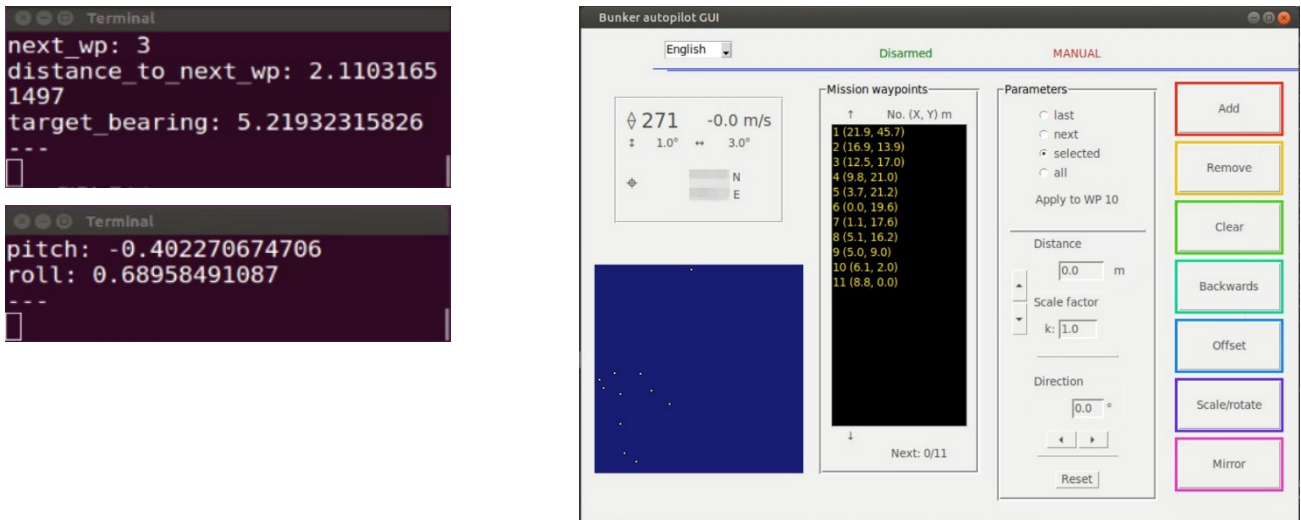 Terminal
next_wp: 3
distance_to_next_wp: 2.1103165
1497
target_bearing: 5.21932315826
---
Terminal
pitch: -0.402270674706
roll: 0.68958491087
---
Bunker autopilot GUI
English
Disarmed
MANUAL
271 -0.0 m/s
↕ 1.0° ↔ 3.0°
N
E
Mission waypoints
↑ No. (X, Y) m
1 (21.9, 45.7)
2 (16.9, 13.9)
3 (12.5, 17.0)
4 (9.8, 21.0)
5 (3.7, 21.2)
6 (0.0, 19.6)
7 (1.1, 17.6)
8 (5.1, 16.2)
9 (5.0, 9.0)
10 (6.1, 2.0)
11 (8.8, 0.0)
↓
Next: 0/11
Parameters
last
next
selected
all
Apply to WP 10
Distance
0.0 m
Scale factor
k: 1.0
Direction
0.0 °
Reset
Add
Remove
Clear
Backwards
Offset
Scale/rotate
Mirror